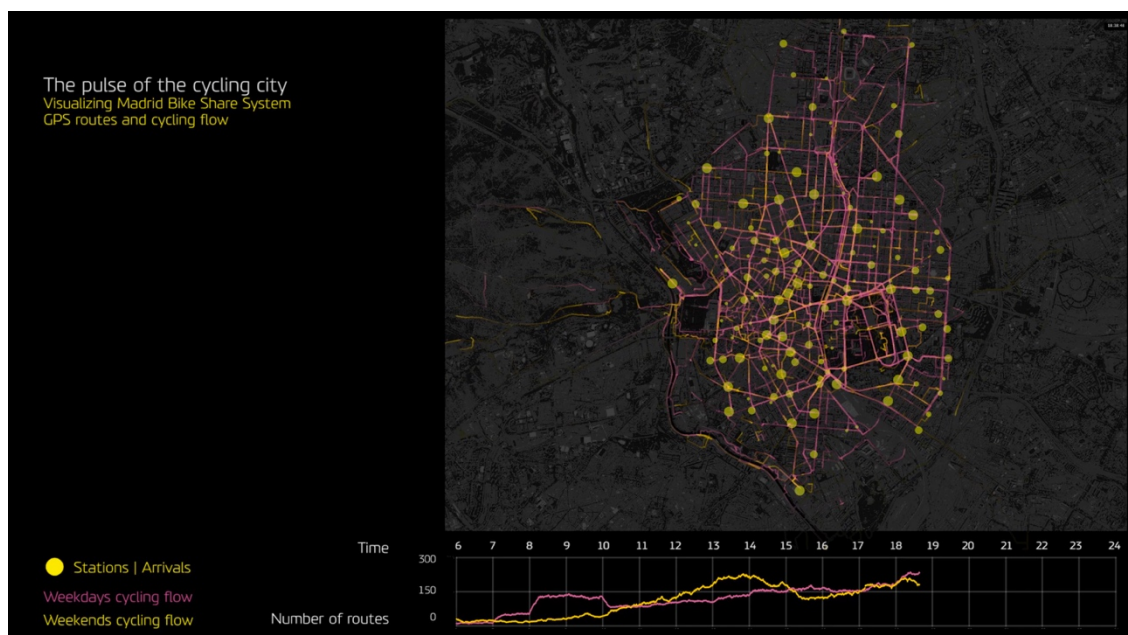 The pulse of the cycling city
Visualizing Madrid Bike Share System
GPS routes and cycling flow
Stations | Arrivals
Weekdays cycling flow
Weekends cycling flow
Time
6 7 8 9 10 11 12 13 14 15 16 17 18 19 20 21 22 23 24
300
150
0
Number of routes